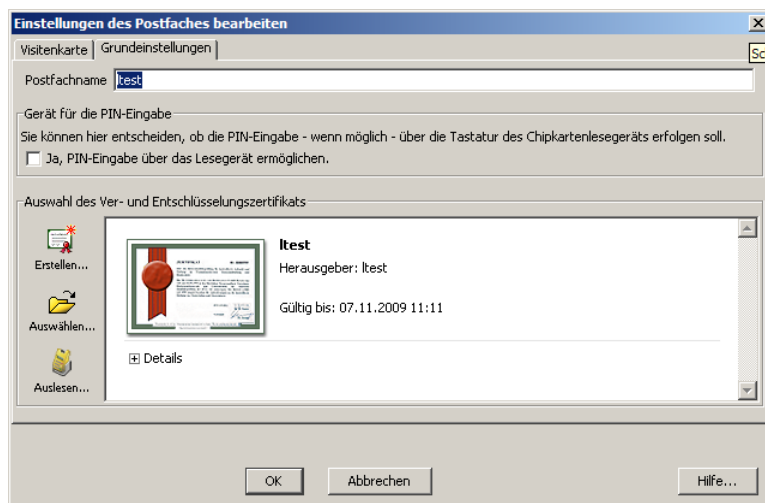 Einstellungen des Postfaches bearbeiten
Sc
Visitenkarte
Grundeinstellungen
Postfachname
ltest
Gerät für die PIN-Eingabe
Sie können hier entscheiden, ob die PIN-Eingabe - wenn möglich - über die Tastatur des Chipkartenlesegeräts erfolgen soll.
Ja, PIN-Eingabe über das Lesegerät ermöglichen.
Auswahl des Ver- und Entschlüsselungszertifikats
Erstellen...
Auswählen...
Auslesen...
ltest
Herausgeber: ltest
Gültig bis: 07.11.2009 11:11
Details
OK
Abbrechen
Hilfe...